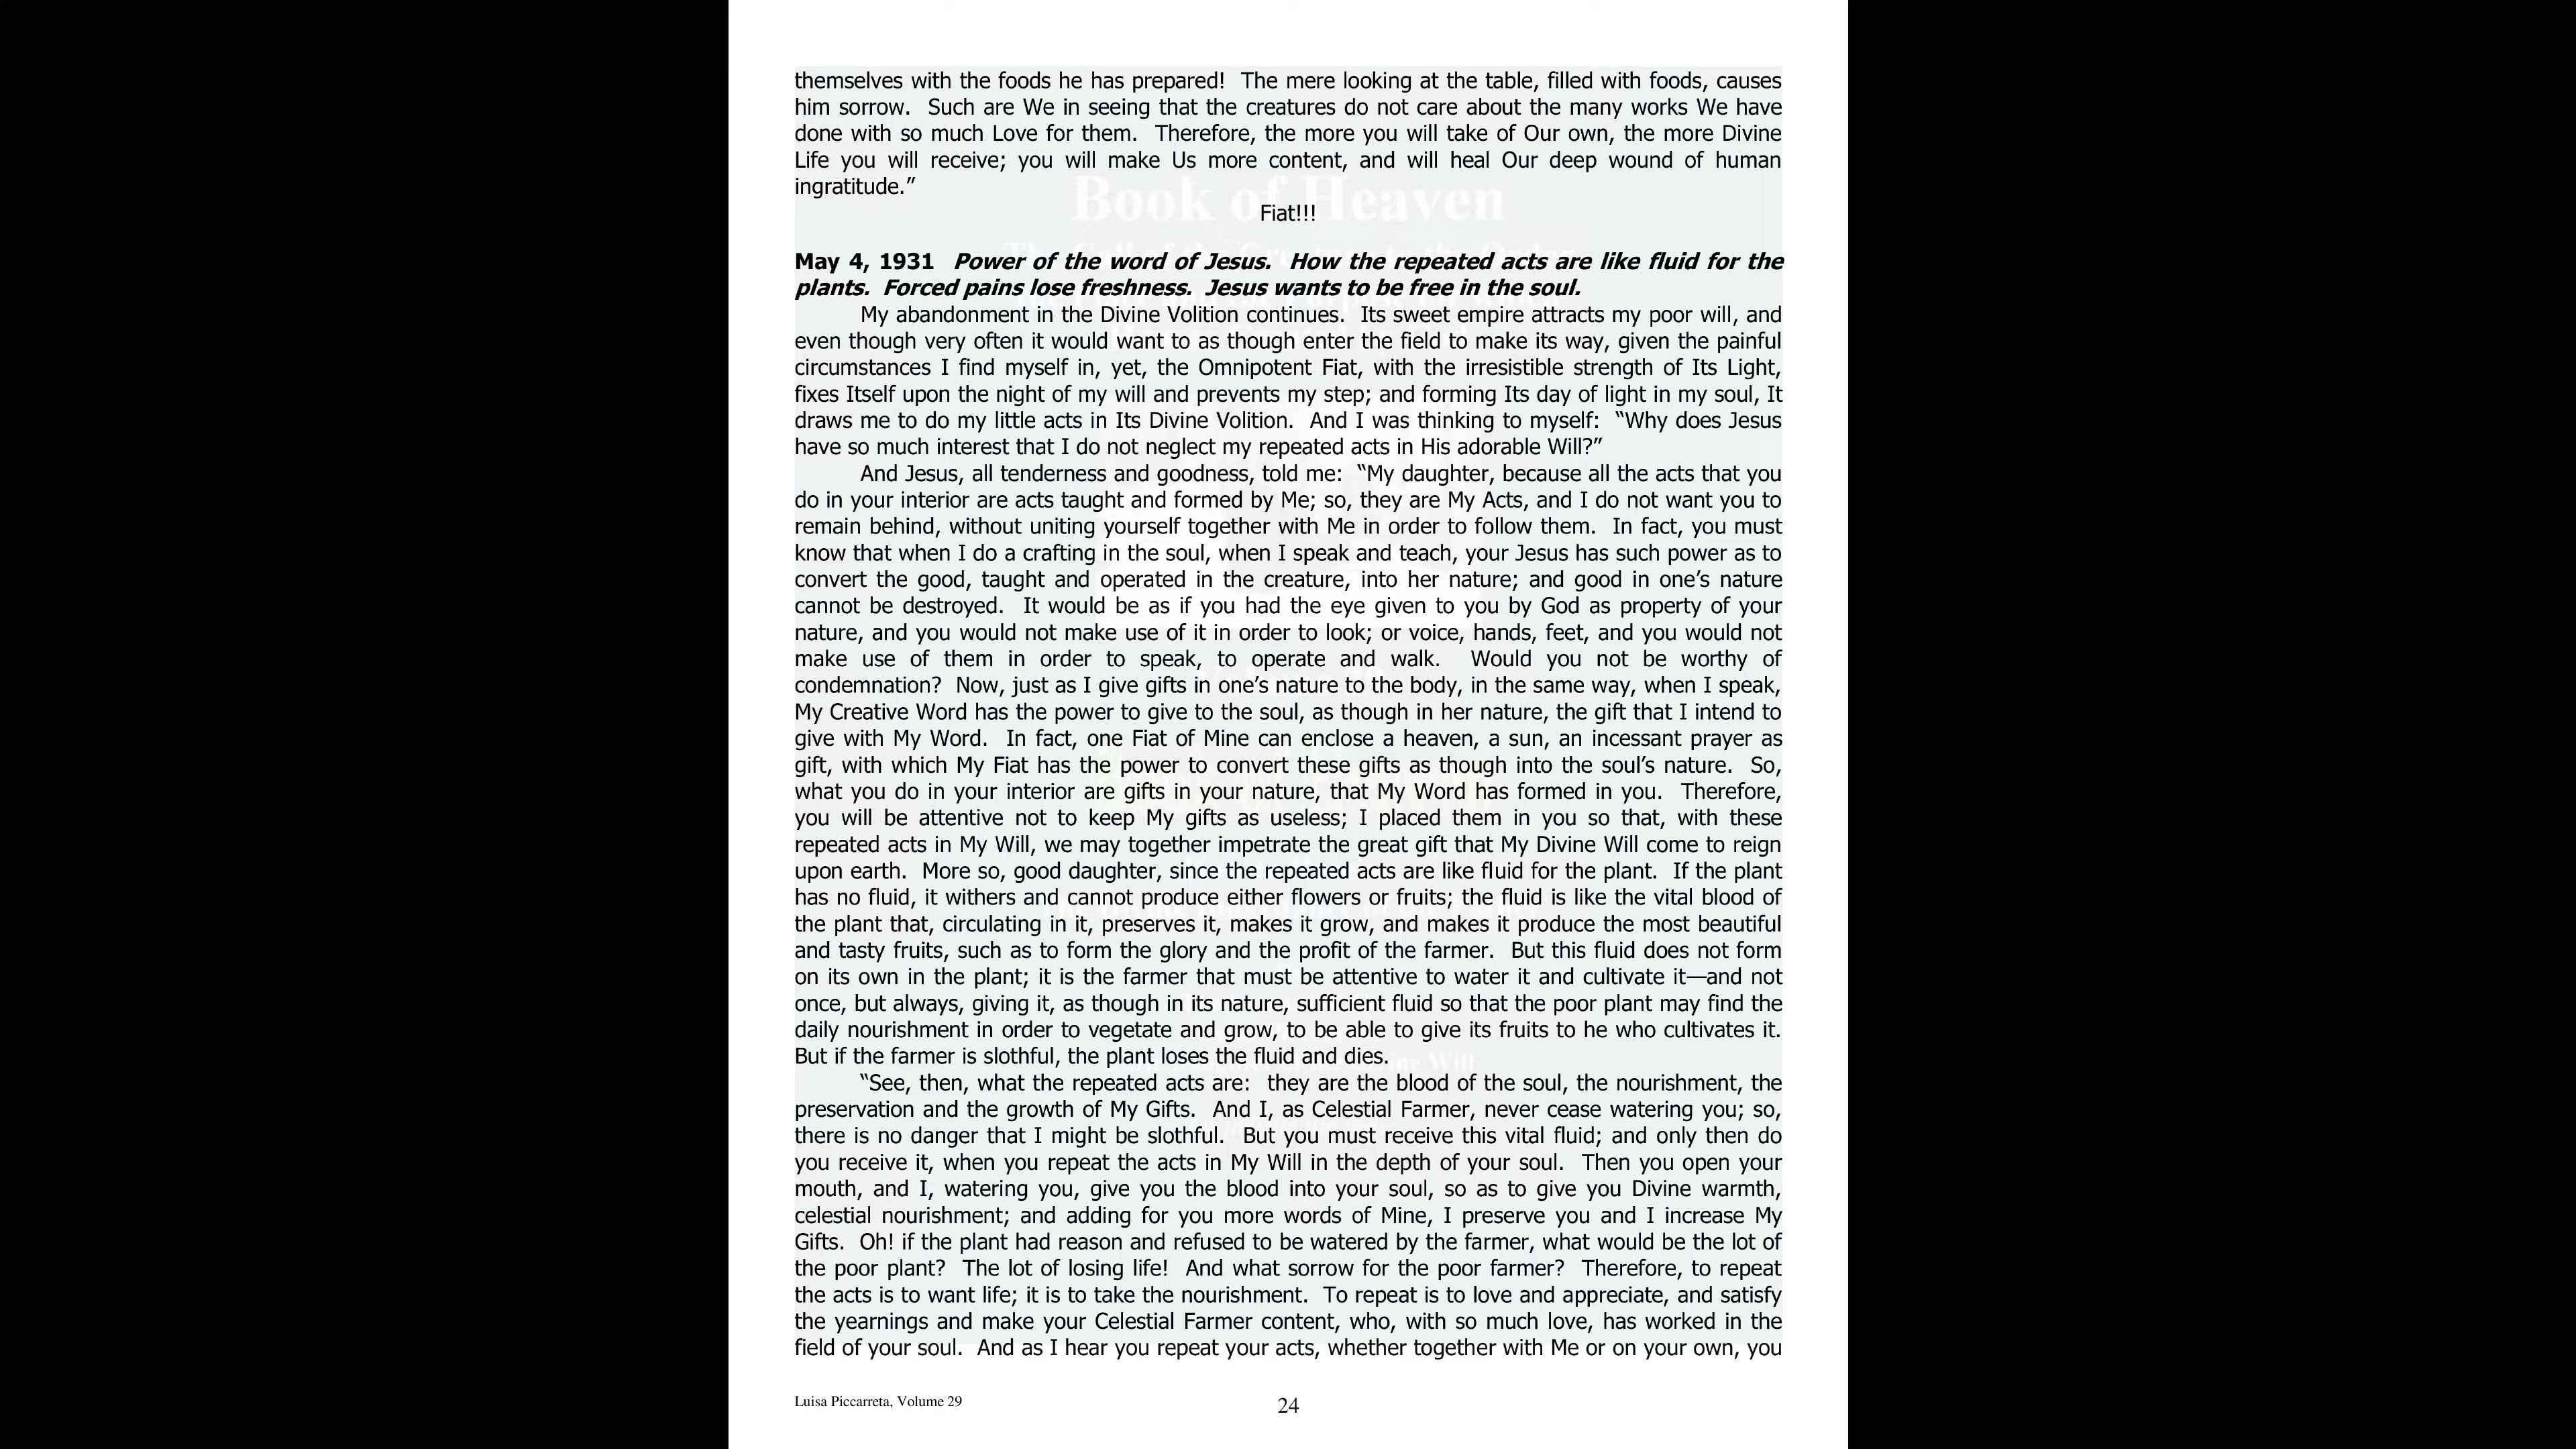 themselves with the foods he has prepared! The mere looking at the table, filled with foods, causes
him sorrow. Such are We in seeing that the creatures do not care about the many works We have
done with so much Love for them. Therefore, the more you will take of Our own, the more Divine
Life you will receive; you will make Us more content, and will heal Our deep wound of human
ingratitude.”
Book of Heaven
Fiat!!!
May 4, 1931 Power of the word of Jesus. How the repeated acts are like fluid for the
plants. Forced pains lose freshness. Jesus wants to be free in the soul.
My abandonment in the Divine Volition continues. Its sweet empire attracts my poor will, and
even though very often it would want to as though enter the field to make its way, given the painful
circumstances I find myself in, yet, the Omnipotent Fiat, with the irresistible strength of Its Light,
fixes Itself upon the night of my will and prevents my step; and forming Its day of light in my soul, It
draws me to do my little acts in Its Divine Volition. And I was thinking to myself: “Why does Jesus
have so much interest that I do not neglect my repeated acts in His adorable Will?”
And Jesus, all tenderness and goodness, told me: “My daughter, because all the acts that you
do in your interior are acts taught and formed by Me; so, they are My Acts, and I do not want you to
remain behind, without uniting yourself together with Me in order to follow them. In fact, you must
know that when I do a crafting in the soul, when I speak and teach, your Jesus has such power as to
convert the good, taught and operated in the creature, into her nature; and good in one’s nature
cannot be destroyed. It would be as if you had the eye given to you by God as property of your
nature, and you would not make use of it in order to look; or voice, hands, feet, and you would not
make use of them in order to speak, to operate and walk. Would you not be worthy of
condemnation? Now, just as I give gifts in one’s nature to the body, in the same way, when I speak,
My Creative Word has the power to give to the soul, as though in her nature, the gift that I intend to
give with My Word. In fact, one Fiat of Mine can enclose a heaven, a sun, an incessant prayer as
gift, with which My Fiat has the power to convert these gifts as though into the soul’s nature. So,
what you do in your interior are gifts in your nature, that My Word has formed in you. Therefore,
you will be attentive not to keep My gifts as useless; I placed them in you so that, with these
repeated acts in My Will, we may together impetrate the great gift that My Divine Will come to reign
upon earth. More so, good daughter, since the repeated acts are like fluid for the plant. If the plant
has no fluid, it withers and cannot produce either flowers or fruits; the fluid is like the vital blood of
the plant that, circulating in it, preserves it, makes it grow, and makes it produce the most beautiful
and tasty fruits, such as to form the glory and the profit of the farmer. But this fluid does not form
on its own in the plant; it is the farmer that must be attentive to water it and cultivate it—and not
once, but always, giving it, as though in its nature, sufficient fluid so that the poor plant may find the
daily nourishment in order to vegetate and grow, to be able to give its fruits to he who cultivates it.
But if the farmer is slothful, the plant loses the fluid and dies.
“See, then, what the repeated acts are: they are the blood of the soul, the nourishment, the
preservation and the growth of My Gifts. And I, as Celestial Farmer, never cease watering you; so,
there is no danger that I might be slothful. But you must receive this vital fluid; and only then do
you receive it, when you repeat the acts in My Will in the depth of your soul. Then you open your
mouth, and I, watering you, give you the blood into your soul, so as to give you Divine warmth,
celestial nourishment; and adding for you more words of Mine, I preserve you and I increase My
Gifts. Oh! if the plant had reason and refused to be watered by the farmer, what would be the lot of
the poor plant? The lot of losing life! And what sorrow for the poor farmer? Therefore, to repeat
the acts is to want life; it is to take the nourishment. To repeat is to love and appreciate, and satisfy
the yearnings and make your Celestial Farmer content, who, with so much love, has worked in the
field of your soul. And as I hear you repeat your acts, whether together with Me or on your own, you
Luisa Piccarreta, Volume 29
24